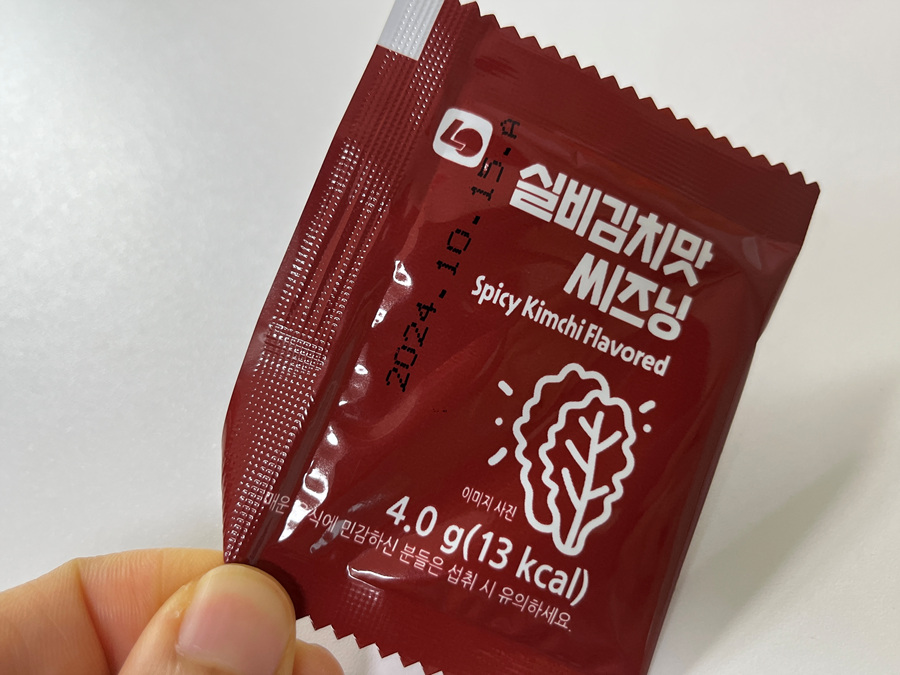 2024-10-15-A
실비김치맛
씨즈닝
Spicy Kimchi Flavored
이미지 사진
4.0 g(13 kcal)
매운 민감하신 분들은 섭취 시 유의하세요.